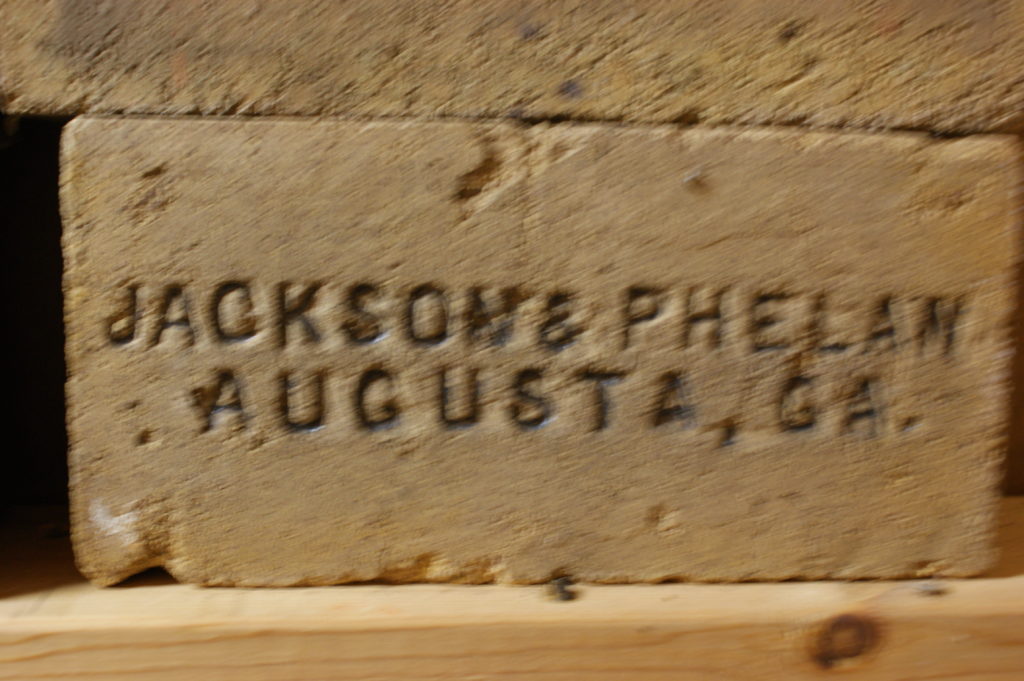 JACKSON & PHELAN
AUGUSTA, GA.